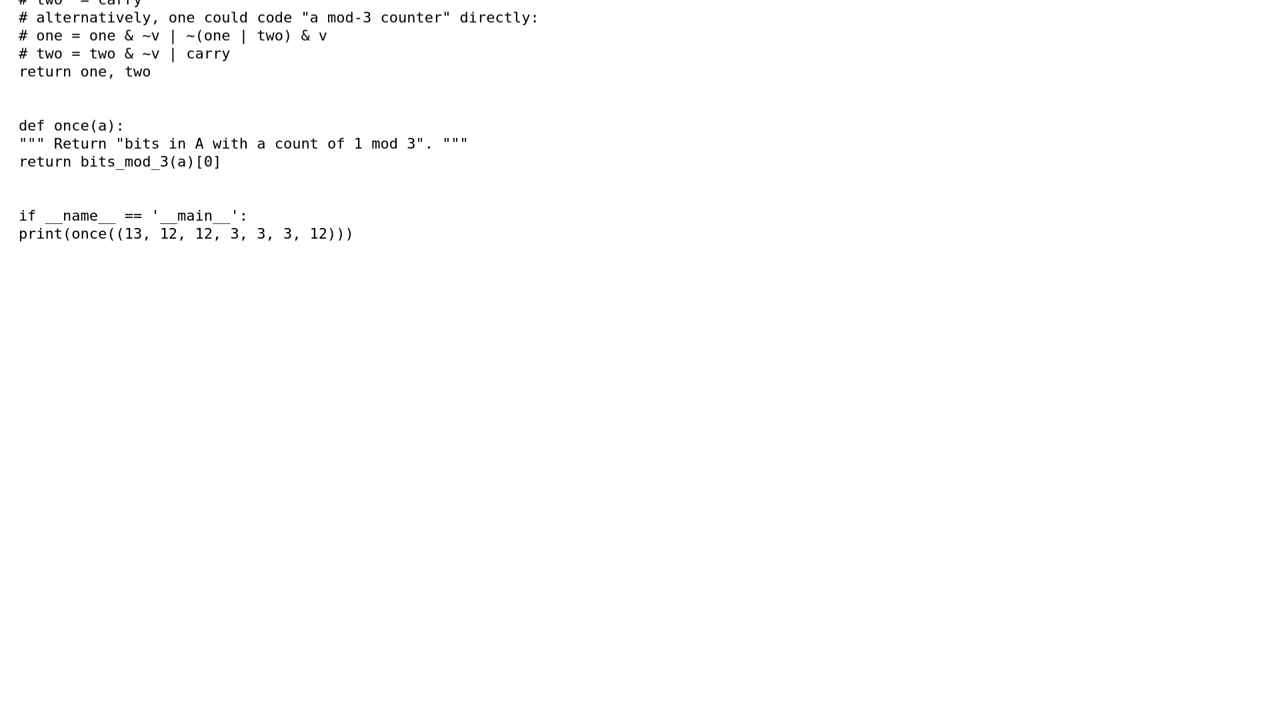 # two = carry
# alternatively, one could code "a mod-3 counter" directly:
# one = one & ~v | ~(one | two) & v
# two = two & ~v | carry
return one, two
def once(a):
""" Return "bits in A with a count of 1 mod 3". """
return bits_mod_3(a)[0]
if __name__ == '__main__':
print(once((13, 12, 12, 3, 3, 3, 12)))